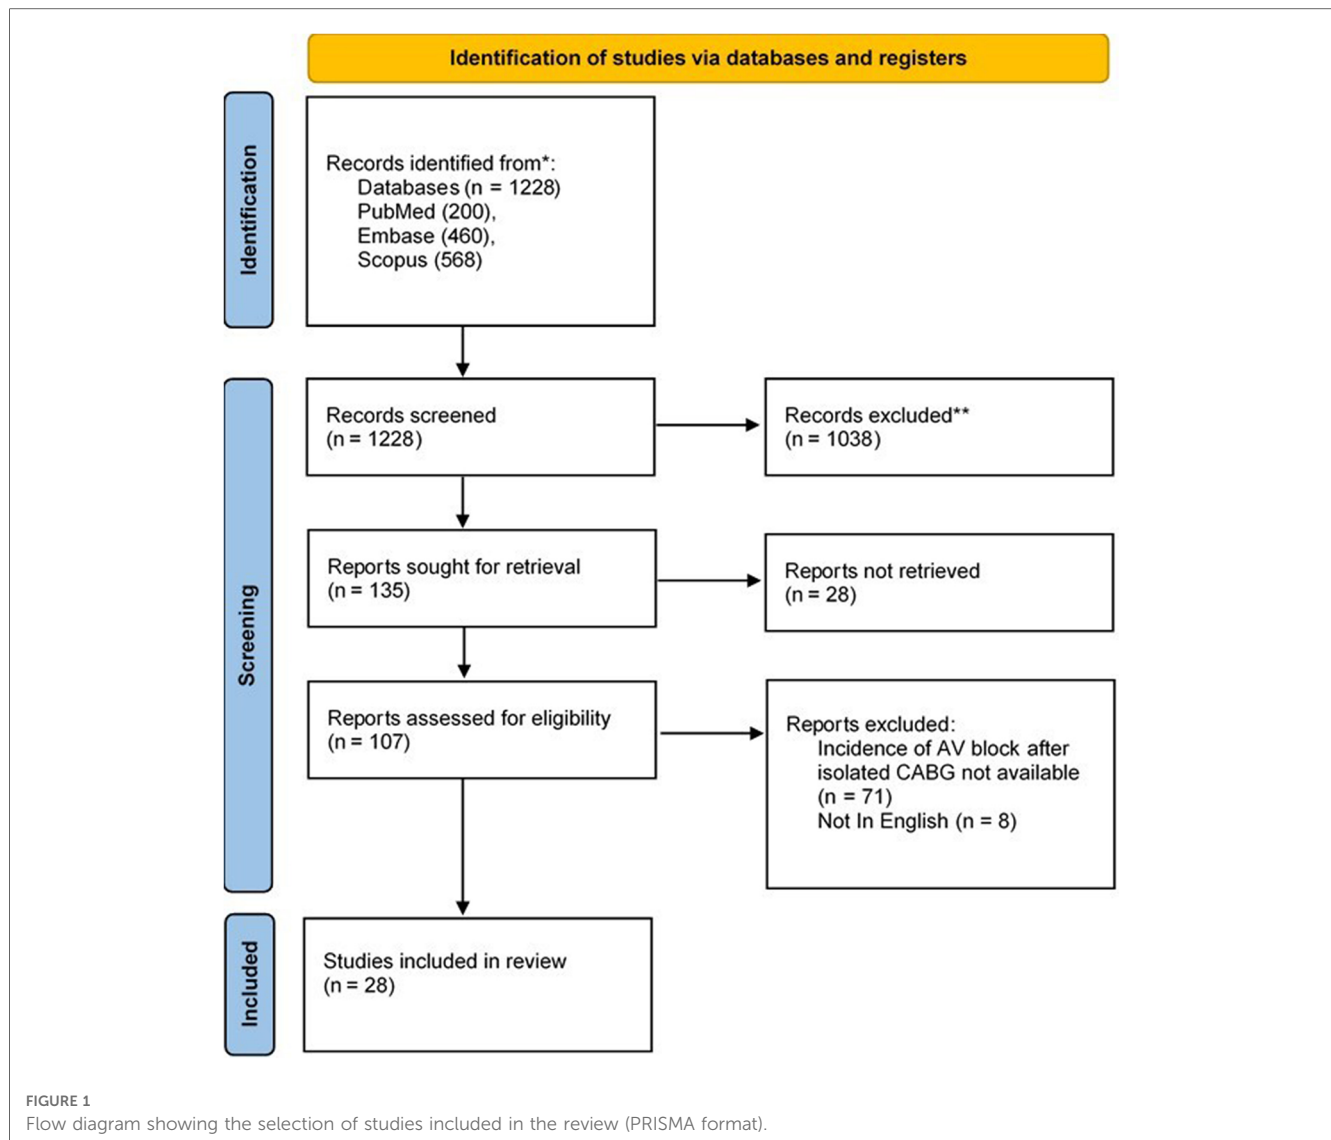 Identification of studies via databases and registers
Identification
Records identified from*:
Databases (n = 1228)
PubMed (200),
Embase (460),
Scopus (568)
Screening
Records screened
(n = 1228)
Records excluded**
(n = 1038)
Reports sought for retrieval
(n = 135)
Reports not retrieved
(n = 28)
Reports assessed for eligibility
(n = 107)
Reports excluded:
Incidence of AV block after
isolated CABG not available
(n = 71)
Not In English (n = 8)
Included
Studies included in review
(n = 28)
FIGURE 1
Flow diagram showing the selection of studies included in the review (PRISMA format).